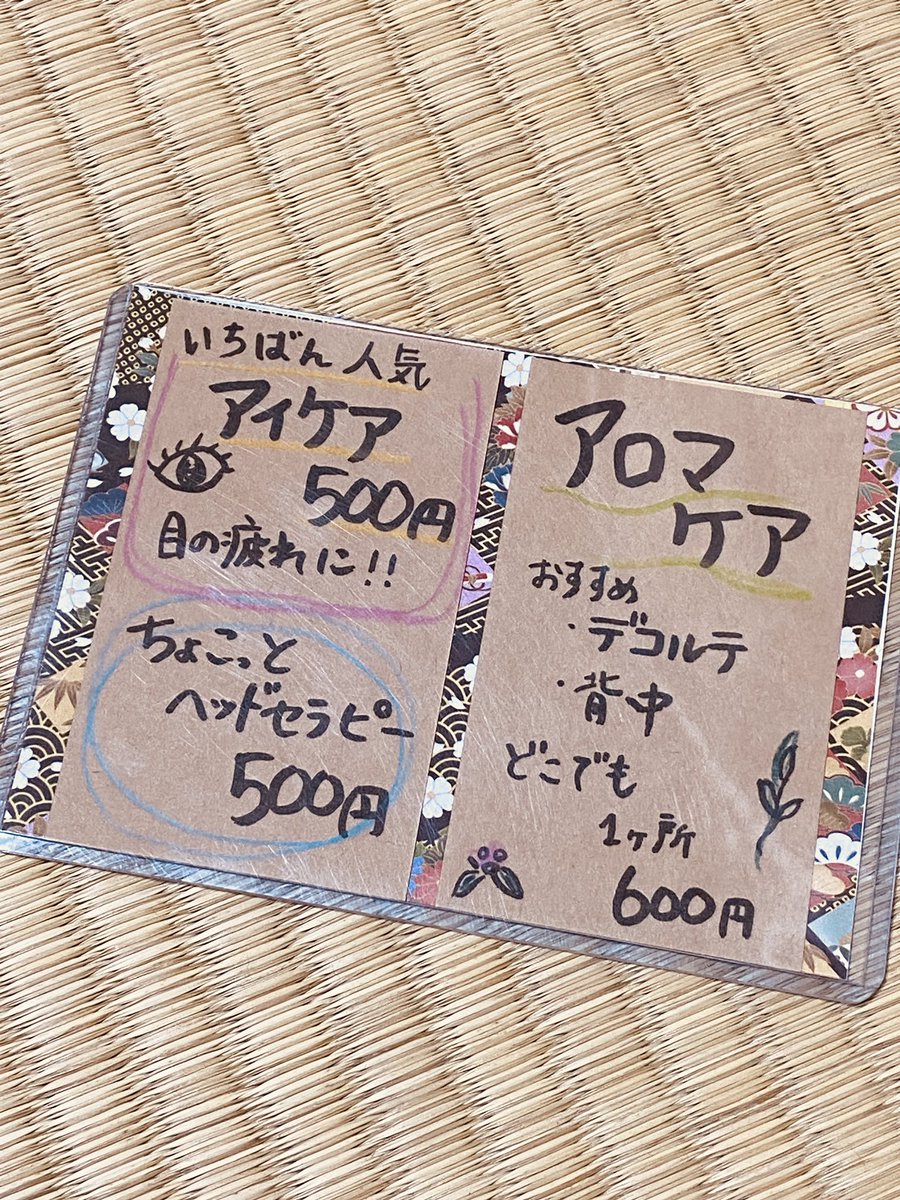 いちばん人気
アイケア
500円
目の疲れに!!
ちょこっと
ヘッドセラピー
500円
アロマ
ケア
おすすめ
・デコルテ
・背中
どこでも
1ヶ所
600円